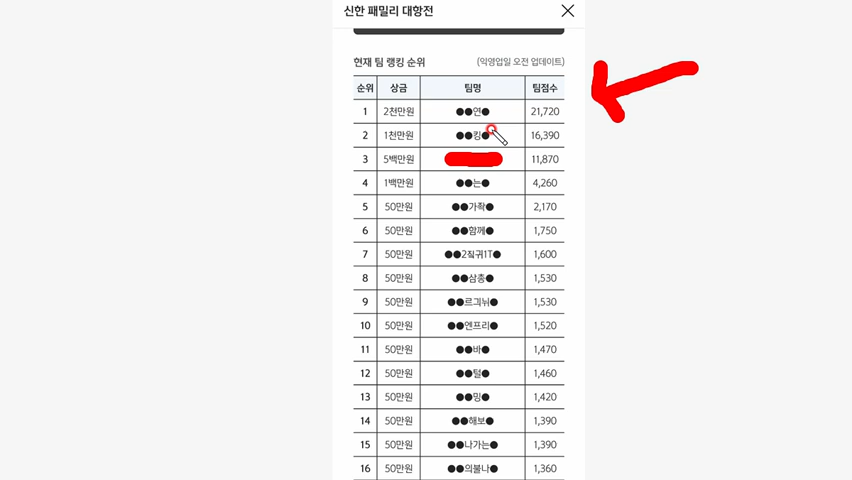 신한 패밀리 대항전
현재 팀 랭킹 순위 (익영업일 오전 업데이트)
순위 상금 팀명 팀점수
1 2천만원 ●●연● 21,720
2 1천만원 ●●킹● 16,390
3 5백만원 11,870
4 1백만원 ●●는● 4,260
5 50만원 ●●가좍● 2,170
6 50만원 ●●함께● 1,750
7 50만원 ●●2줰귀1T● 1,600
8 50만원 ●●삼총● 1,530
9 50만원 ●●르긔뉘● 1,530
10 50만원 ●●엔프리● 1,520
11 50만원 ●●바● 1,470
12 50만원 ●●털● 1,460
13 50만원 ●●밍● 1,420
14 50만원 ●●해보● 1,390
15 50만원 ●●나가는● 1,390
16 50만원 ●●의불나● 1,360